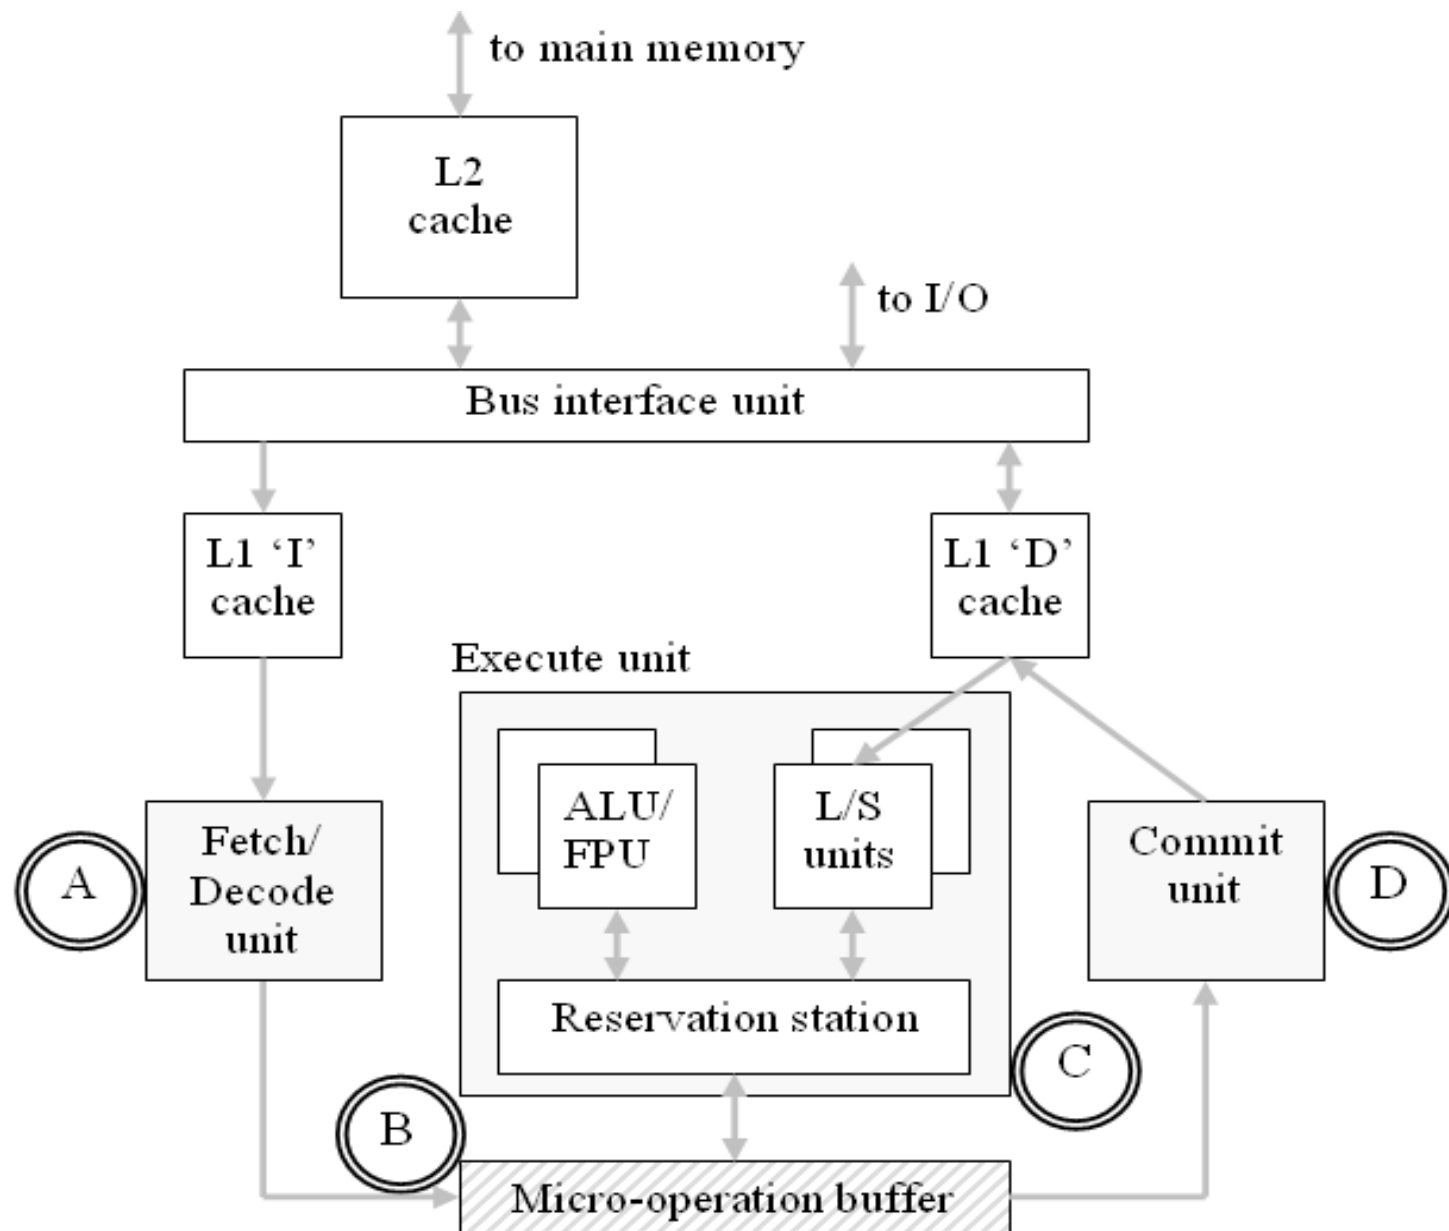 to main memory
L2
cache
to I/O
Bus interface unit
L1 ‘I’
cache
L1 ‘D’
cache
Execute unit
ALU/
FPU
L/S
units
Fetch/
Decode
unit
A
Commit
unit
D
Reservation station
C
B
Micro-operation buffer